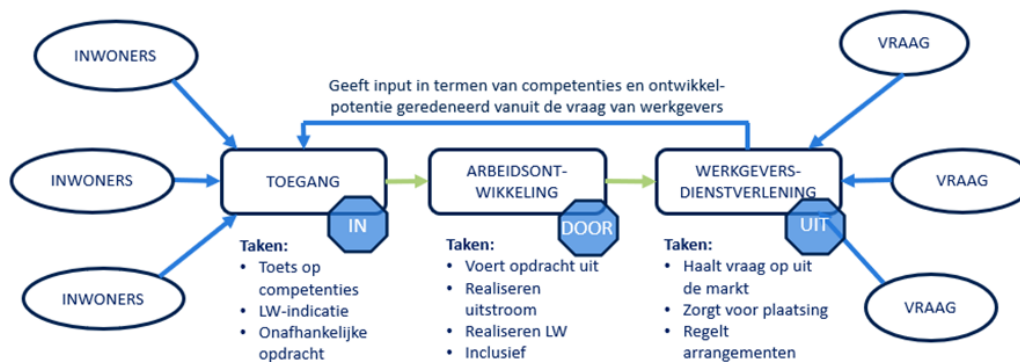 INWONERS
VRAAG
Geeft input in termen van competenties en ontwikkel-
potentie geredeneerd vanuit de vraag van werkgevers
INWONERS
TOEGANG
ARBEIDSONT-
WIKKELING
WERKGEVERS-
DIENSTVERLENING
VRAAG
IN
DOOR
UIT
Taken:
• Toets op
competenties
• LW-indicatie
• Onafhankelijke
opdracht
Taken:
• Voert opdracht uit
• Realiseren
uitstroom
• Realiseren LW
• Inclusief
Taken:
• Haalt vraag op uit
de markt
• Zorgt voor plaatsing
• Regelt
arrangementen
INWONERS
VRAAG